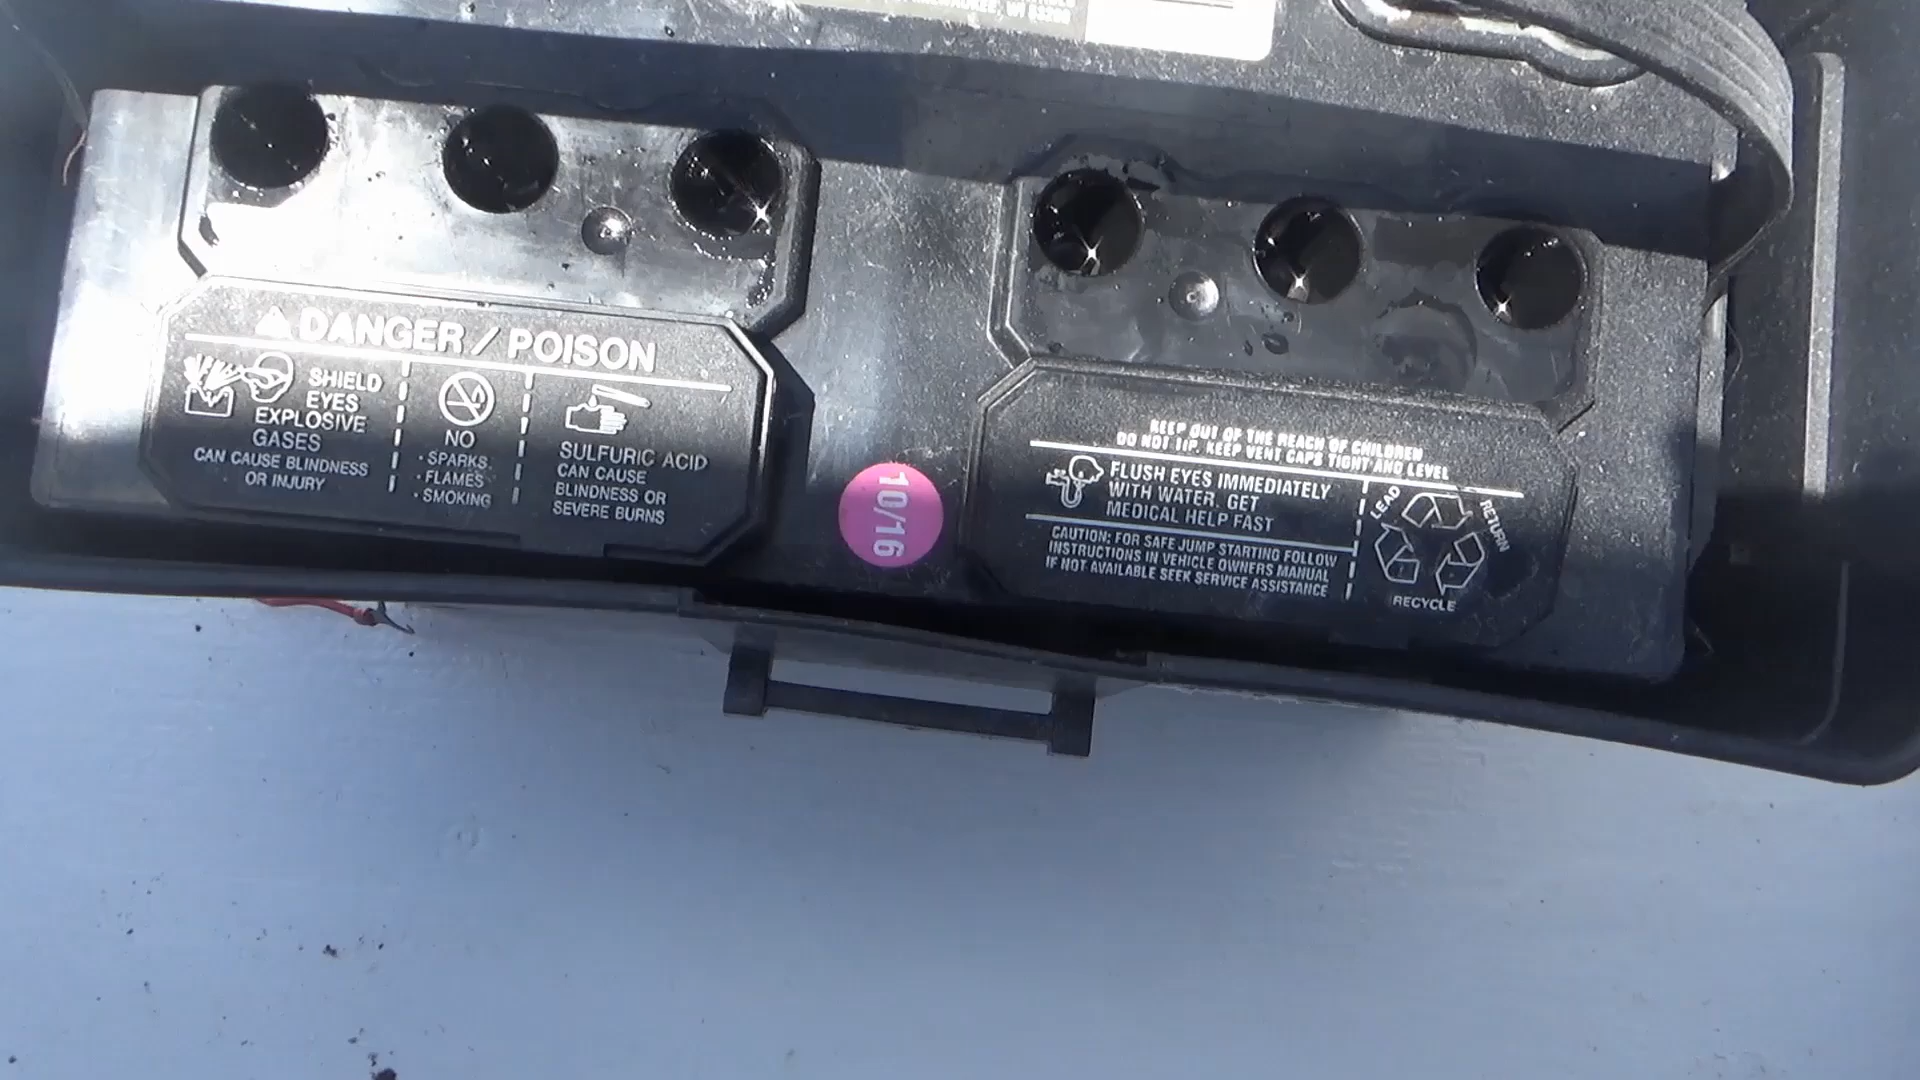 MILWAUKEE, WI
DANGER / POISON
SHIELD
EYES
EXPLOSIVE
GASES
CAN CAUSE BLINDNESS
OR INJURY
NO
· SPARKS
· FLAMES
· SMOKING
SULFURIC ACID
CAN CAUSE
BLINDNESS OR
SEVERE BURNS
10/16
KEEP OUT OF THE REACH OF CHILDREN
DO NOT TIP. KEEP VENT CAPS TIGHT AND LEVEL
FLUSH EYES IMMEDIATELY
WITH WATER. GET
MEDICAL HELP FAST
CAUTION: FOR SAFE JUMP STARTING FOLLOW
INSTRUCTIONS IN VEHICLE OWNERS MANUAL
IF NOT AVAILABLE SEEK SERVICE ASSISTANCE
LEAD
RETURN
RECYCLE